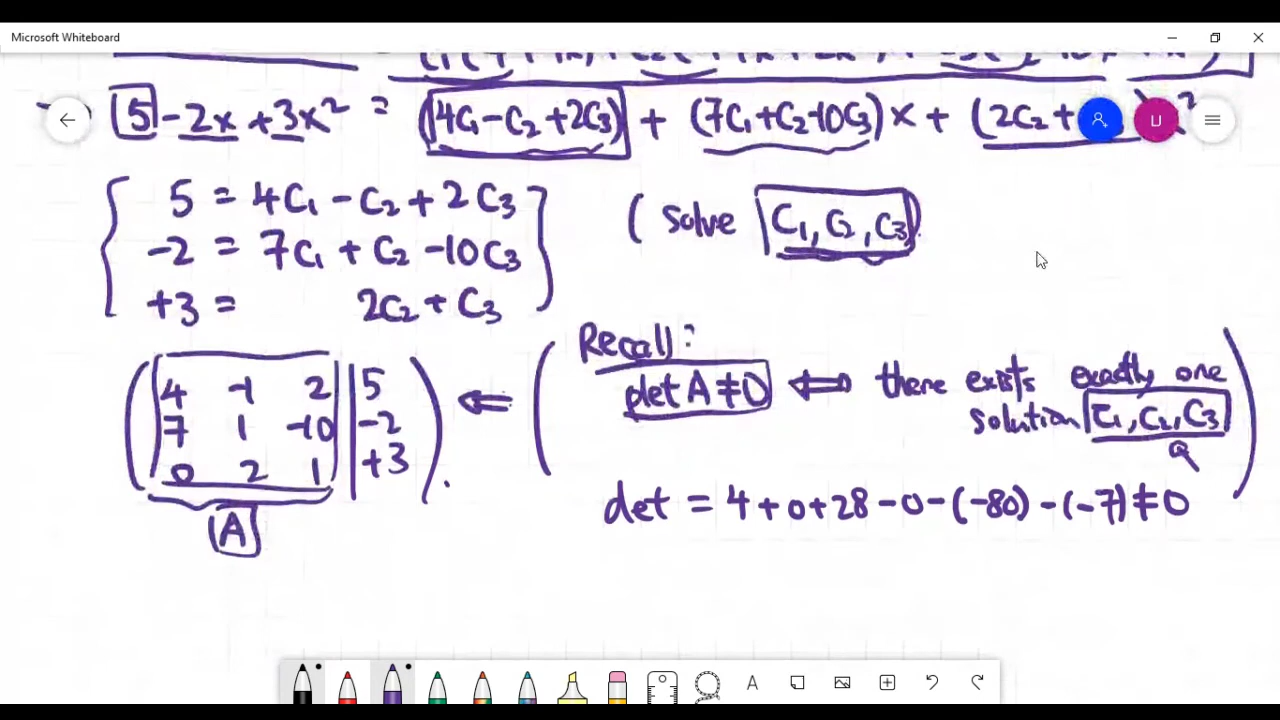 Microsoft Whiteboard
5 - 2x + 3x² = (4C₁ - C₂ + 2C₃) + (7C₁ + C₂ - 10C₃) x + (2C₂ + x²
U
5 = 4C₁ - C₂ + 2C₃
(solve C₁, C₂, C₃)
-2 = 7C₁ + C₂ - 10C₃
+3 = 2C₂ + C₃
Recall:
det A ≠ 0 ⟺ there exists exactly one
solution C₁, C₂, C₃
4 -1 2 | 5
7 1 -10 | -2
0 2 1 | +3
⇐
A
det = 4 + 0 + 28 - 0 - (-80) - (-7) ≠ 0
A